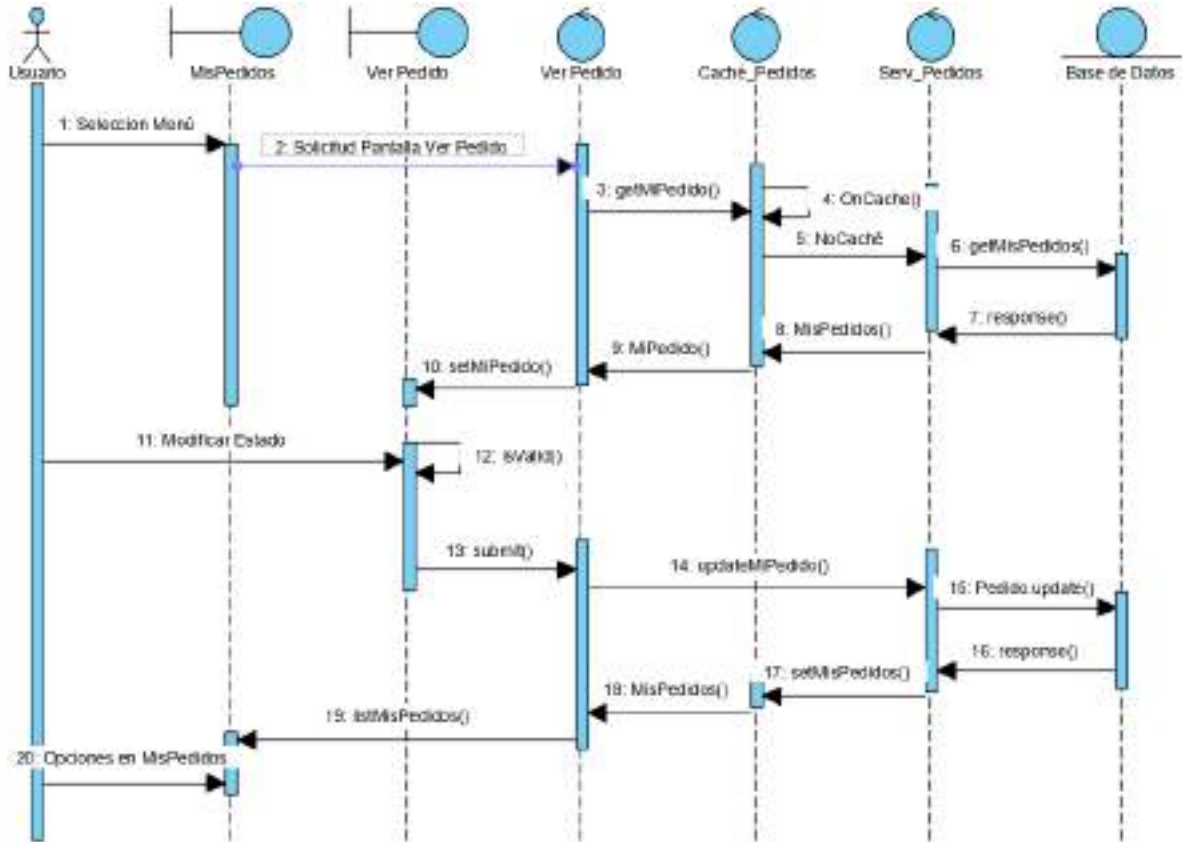 Usuario
MisPedidos
Ver Pedido
Ver Pedido
Caché_Pedidos
Serv_Pedidos
Base de Datos
1: Seleccion Menú
2: Solicitud Pantalla Ver Pedido
3: getMiPedido()
4: OnCache()
5: NoCaché
6: getMisPedidos()
7: response()
8: MisPedidos()
9: MiPedido()
10: setMiPedido()
11: Modificar Estado
12: isValid()
13: submit()
14: updateMiPedido()
15: Pedido.update()
16: response()
17: setMisPedidos()
18: MisPedidos()
19: listMisPedidos()
20: Opciones en MisPedidos